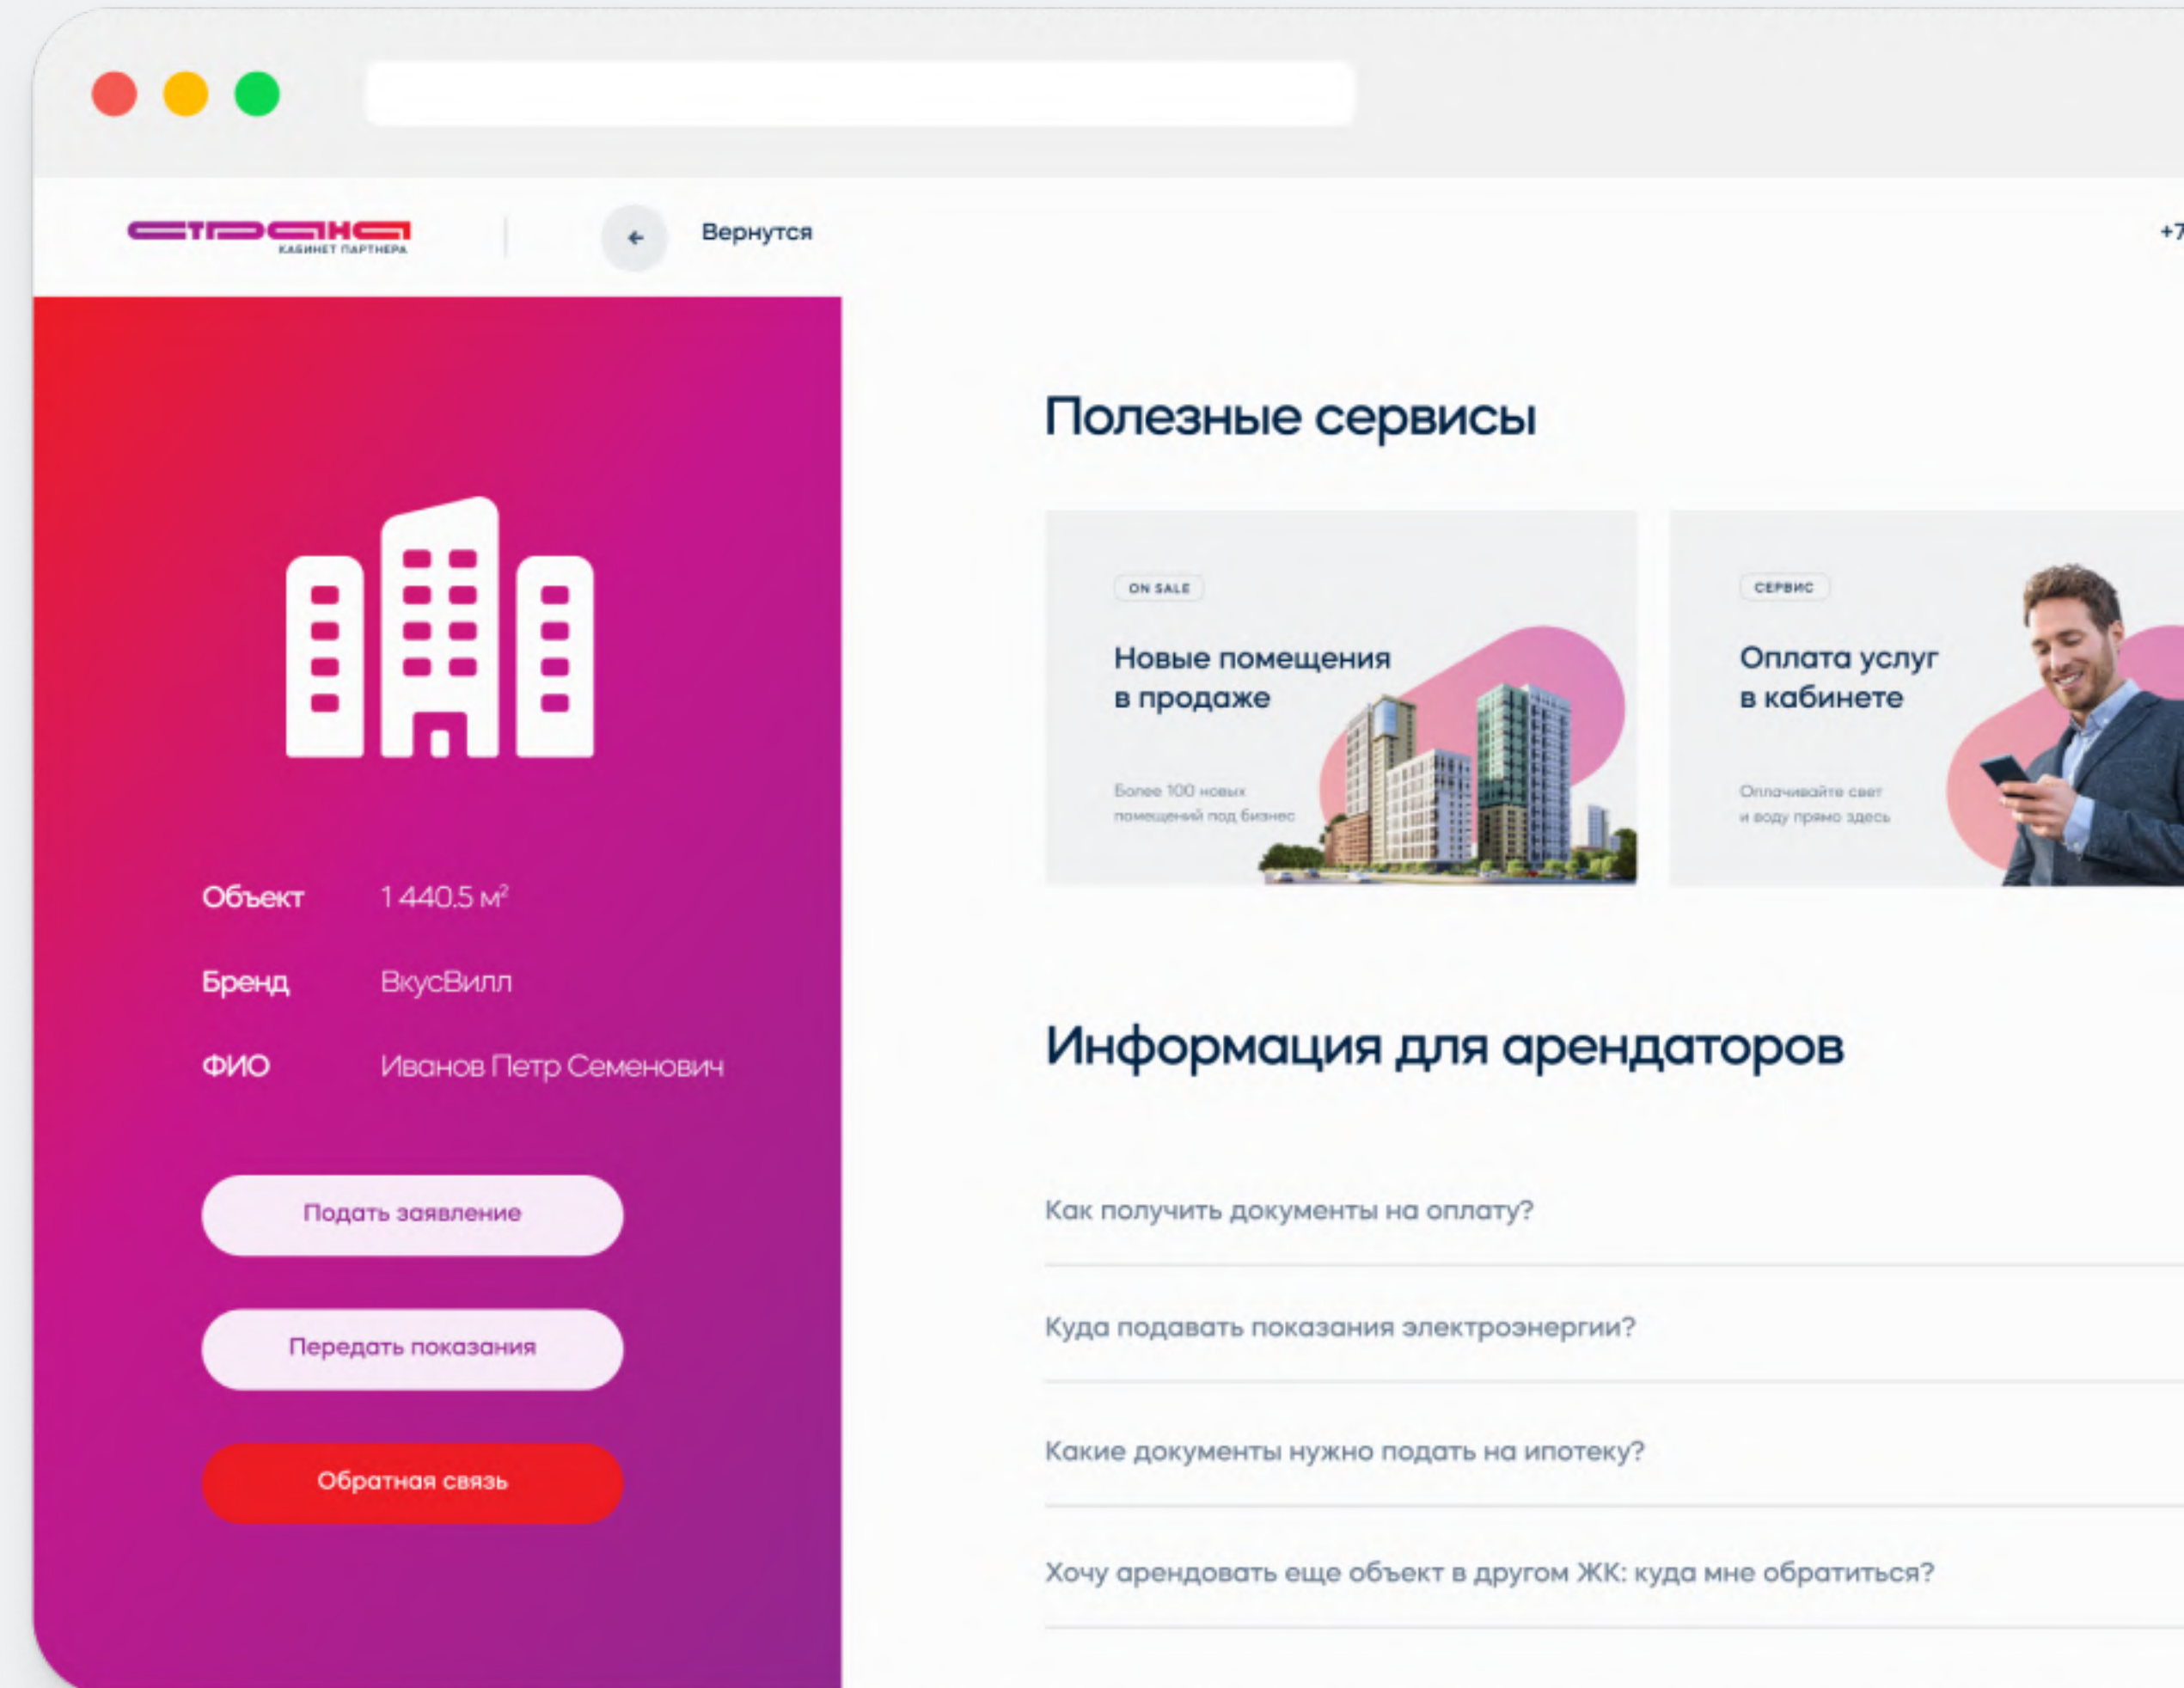 страна
КАБИНЕТ ПАРТНЕРА
Вернутся
+7
Объект 1 440.5 м²
Бренд ВкусВилл
ФИО Иванов Петр Семенович
Подать заявление
Передать показания
Обратная связь
Полезные сервисы
ON SALE
Новые помещения
в продаже
Более 100 новых
помещений под бизнес
СЕРВИС
Оплата услуг
в кабинете
Оплачивайте свет
и воду прямо здесь
Информация для арендаторов
Как получить документы на оплату?
Куда подавать показания электроэнергии?
Какие документы нужно подать на ипотеку?
Хочу арендовать еще объект в другом ЖК: куда мне обратиться?